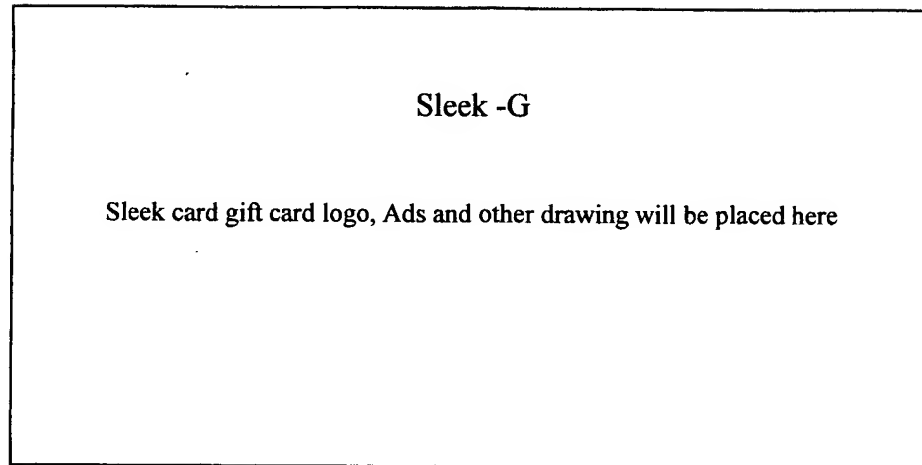 Sleek -G
Sleek card gift card logo, Ads and other drawing will be placed here